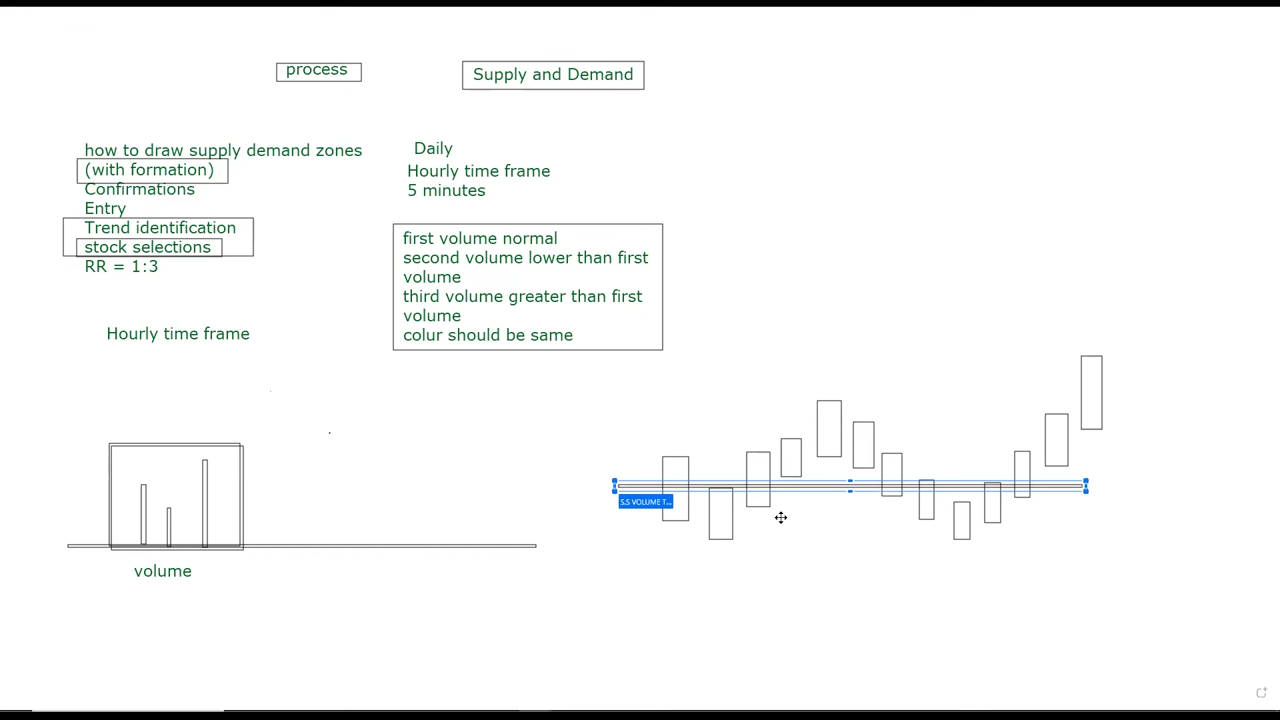 process
Supply and Demand
how to draw supply demand zones
(with formation)
Confirmations
Entry
Trend identification
stock selections
RR = 1:3
Daily
Hourly time frame
5 minutes
first volume normal
second volume lower than first
volume
third volume greater than first
volume
colur should be same
Hourly time frame
S.S VOLUME T...
volume